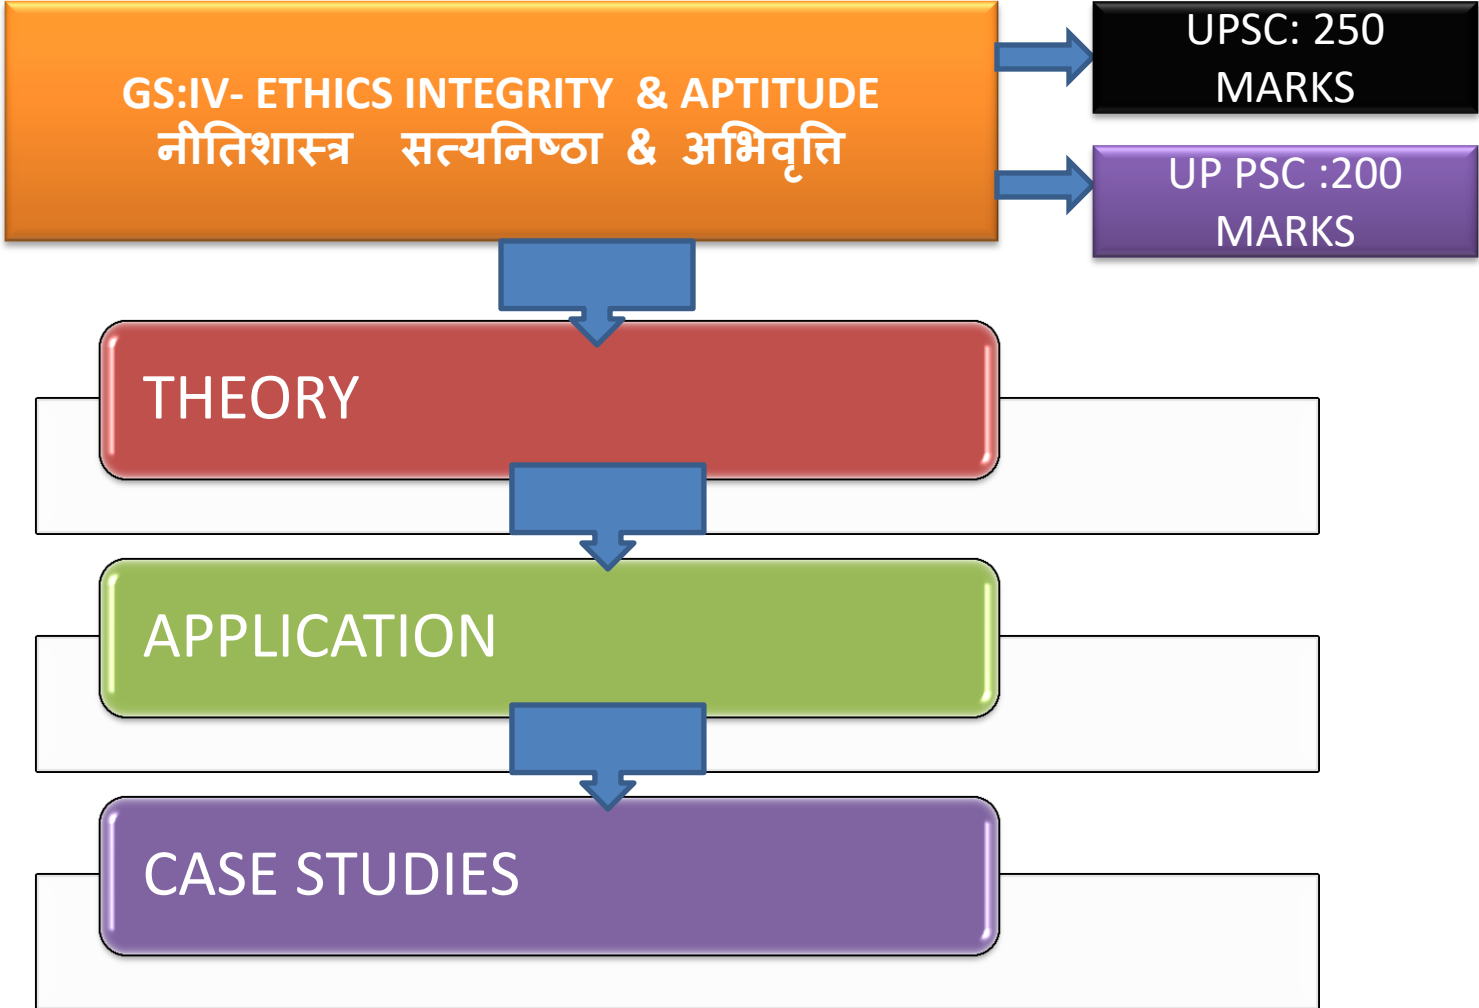 GS:IV- ETHICS INTEGRITY & APTITUDE
नीतिशास्त्र सत्यनिष्ठा & अभिवृत्ति
UPSC: 250
MARKS
UP PSC :200
MARKS
THEORY
APPLICATION
CASE STUDIES